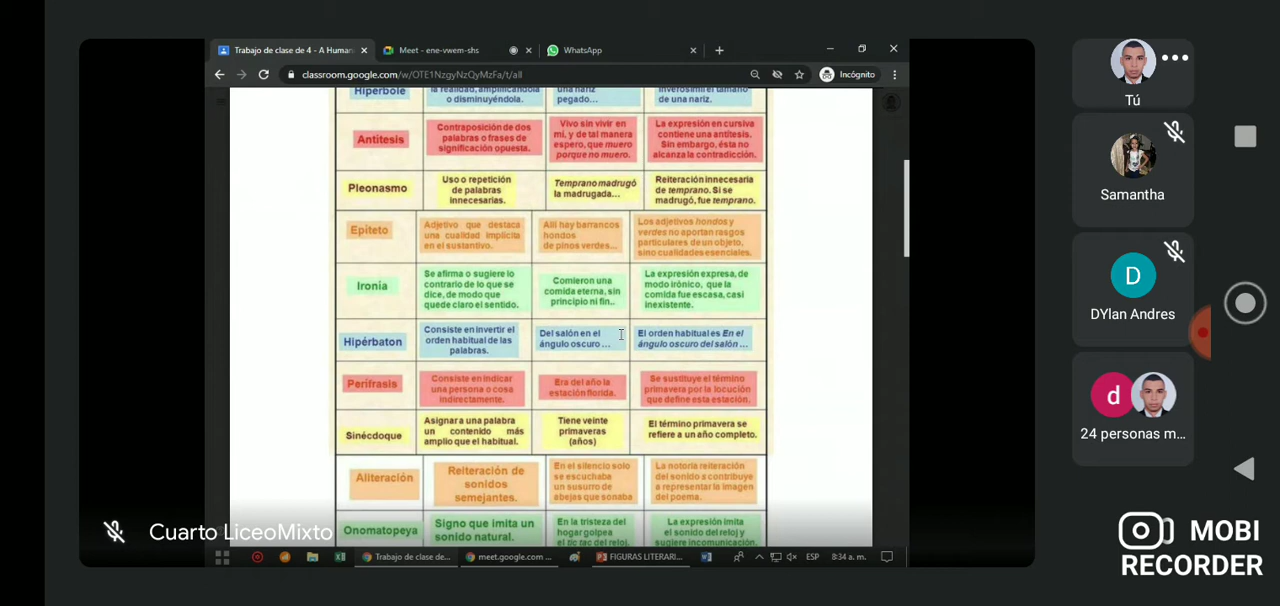 Trabajo de clase de 4 - A Human
Meet - ene-vwem-shs
WhatsApp
classroom.google.com/w/OTE1NzgyNzQyMzFa/t/all
Incógnito
Hipérbole
la realidad, amplificándola
o disminuyéndola.
una nariz
pegado...
inverosímil el tamaño
de una nariz.
Antítesis
Contraposición de dos
palabras o frases de
significación opuesta.
Vivo sin vivir en
mí, y de tal manera
espero, que muero
porque no muero.
La expresión en cursiva
contiene una antítesis.
Sin embargo, ésta no
alcanza la contradicción.
Pleonasmo
Uso o repetición
de palabras
innecesarias.
Temprano madrugó
la madrugada...
Reiteración innecesaria
de temprano. Si se
madrugó, fue temprano.
Epíteto
Adjetivo que destaca
una cualidad implícita
en el sustantivo.
Allí hay barrancos
hondos
de pinos verdes...
Los adjetivos hondos y
verdes no aportan rasgos
particulares de un objeto,
sino cualidades esenciales.
Ironía
Se afirma o sugiere lo
contrario de lo que se
dice, de modo que
quede claro el sentido.
Comieron una
comida eterna, sin
principio ni fin..
La expresión expresa, de
modo irónico, que la
comida fue escasa, casi
inexistente.
Hipérbaton
Consiste en invertir el
orden habitual de las
palabras.
Del salón en el
ángulo oscuro ...
El orden habitual es En el
ángulo oscuro del salón ...
Perífrasis
Consiste en indicar
una persona o cosa
indirectamente.
Era del año la
estación florida.
Se sustituye el término
primavera por la locución
que define esta estación.
Sinécdoque
Asignar a una palabra
un contenido más
amplio que el habitual.
Tiene veinte
primaveras
(años)
El término primavera se
refiere a un año completo.
Aliteración
Reiteración de
sonidos
semejantes.
En el silencio solo
se escuchaba
un susurro de
abejas que sonaba
La notoria reiteración
del sonido s contribuye
a representar la imagen
del poema.
Onomatopeya
Signo que imita un
sonido natural.
En la tristeza del
hogar golpea
el tic tac del reloj.
La expresión imita
el sonido del reloj y
sugiere incomunicación.
Cuarto LiceoMixto
Trabajo de clase de...
meet.google.com ...
FIGURAS LITERARI...
ESP
8:34 a. m.
Tú
Samantha
D
DYlan Andres
d
24 personas m...
MOBI
RECORDER